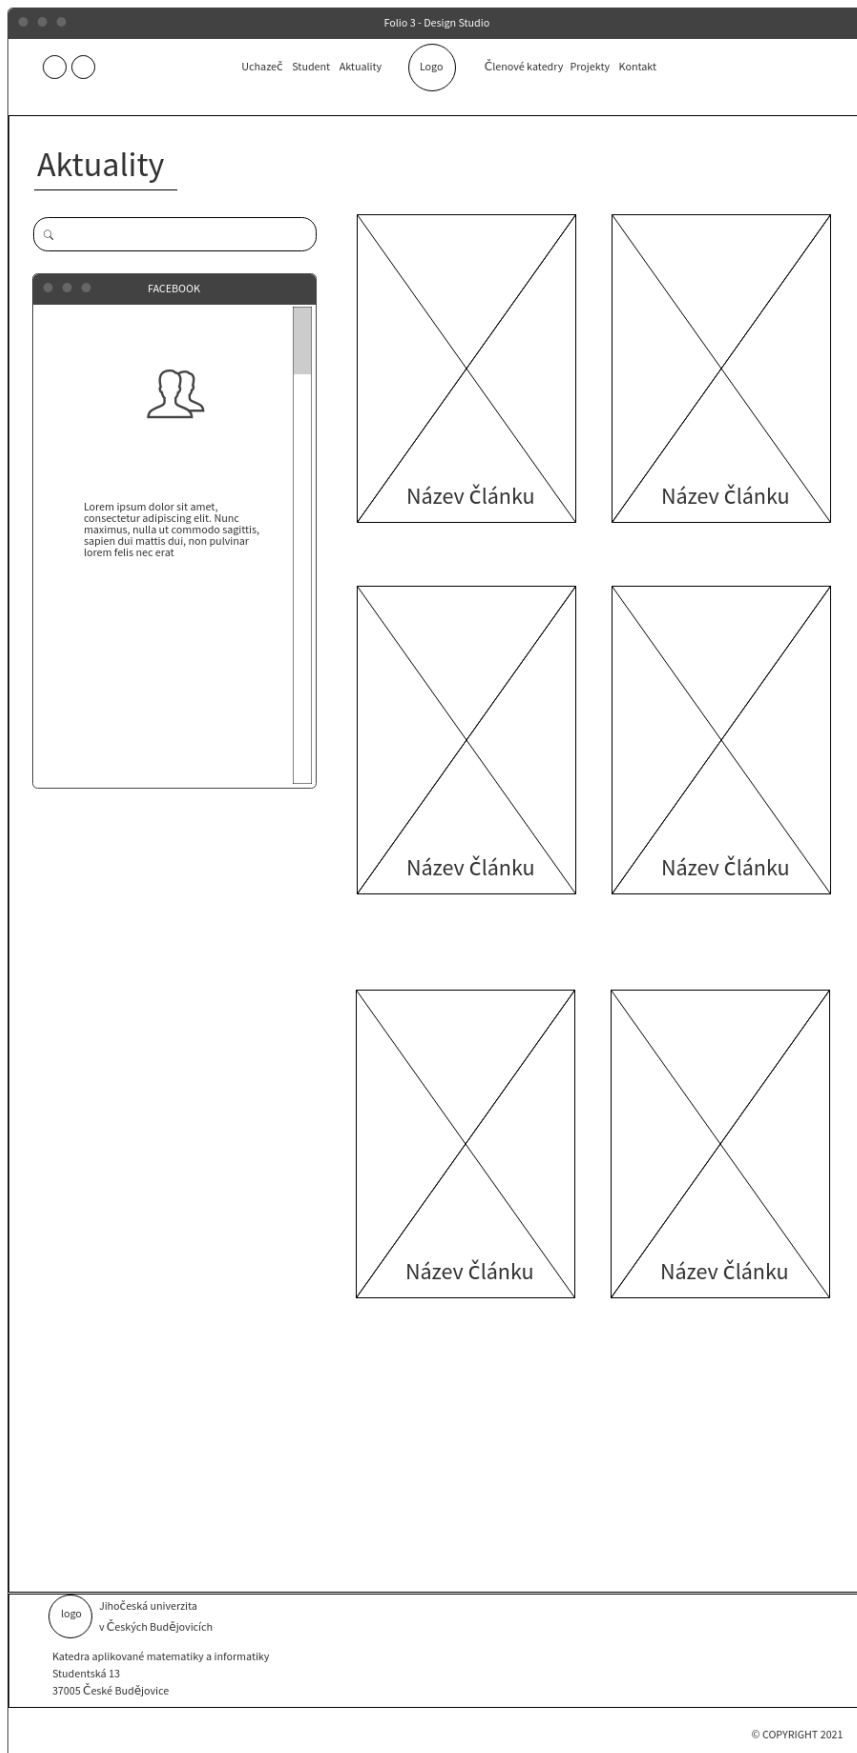 Folio 3 - Design Studio
Uchazeč Student Aktuality Logo Členové katedry Projekty Kontakt
Aktuality
FACEBOOK
Lorem ipsum dolor sit amet,
consectetur adipiscing elit. Nunc
maximus, nulla ut commodo sagittis,
sapien dui mattis dui, non pulvinar
lorem felis nec erat
Název Článku
Název Článku
Název Článku
Název Článku
Název Článku
Název Článku
logo
Jihočeská univerzita
v Českých Budějovicích
Katedra aplikované matematiky a informatiky
Studentská 13
37005 České Budějovice
© COPYRIGHT 2021